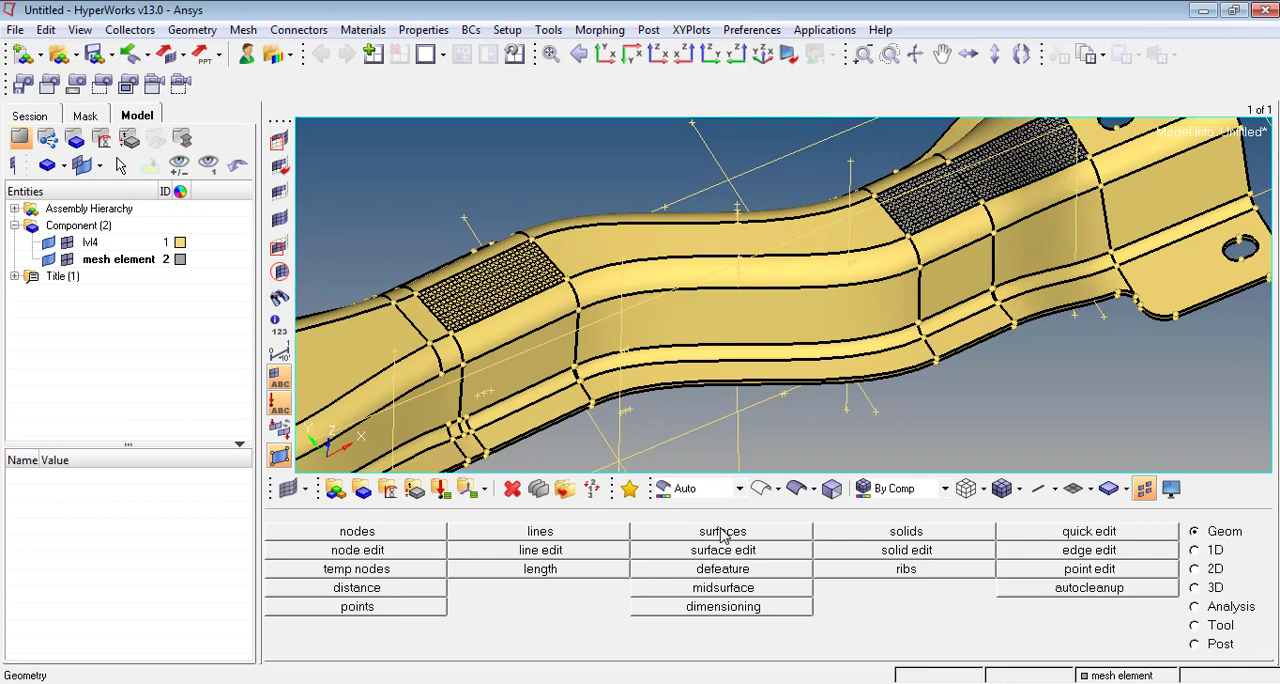 Untitled - HyperWorks v13.0 - Ansys
File Edit View Collectors Geometry Mesh Connectors Materials Properties BCs Setup Tools Morphing Post XYPlots Preferences Applications Help
PPT
Session Mask Model
1 of 1
Model Info: Untitled*
Entities ID
Assembly Hierarchy
Component (2)
lvl4 1
mesh element 2
Title (1)
123
ABC
ABC
Y
Z
X
Name Value
Auto
By Comp
nodes lines surfaces solids quick edit Geom
node edit line edit surface edit solid edit edge edit 1D
temp nodes length defeature ribs point edit 2D
distance midsurface autocleanup 3D
points dimensioning Analysis
Tool
Post
Geometry
mesh element